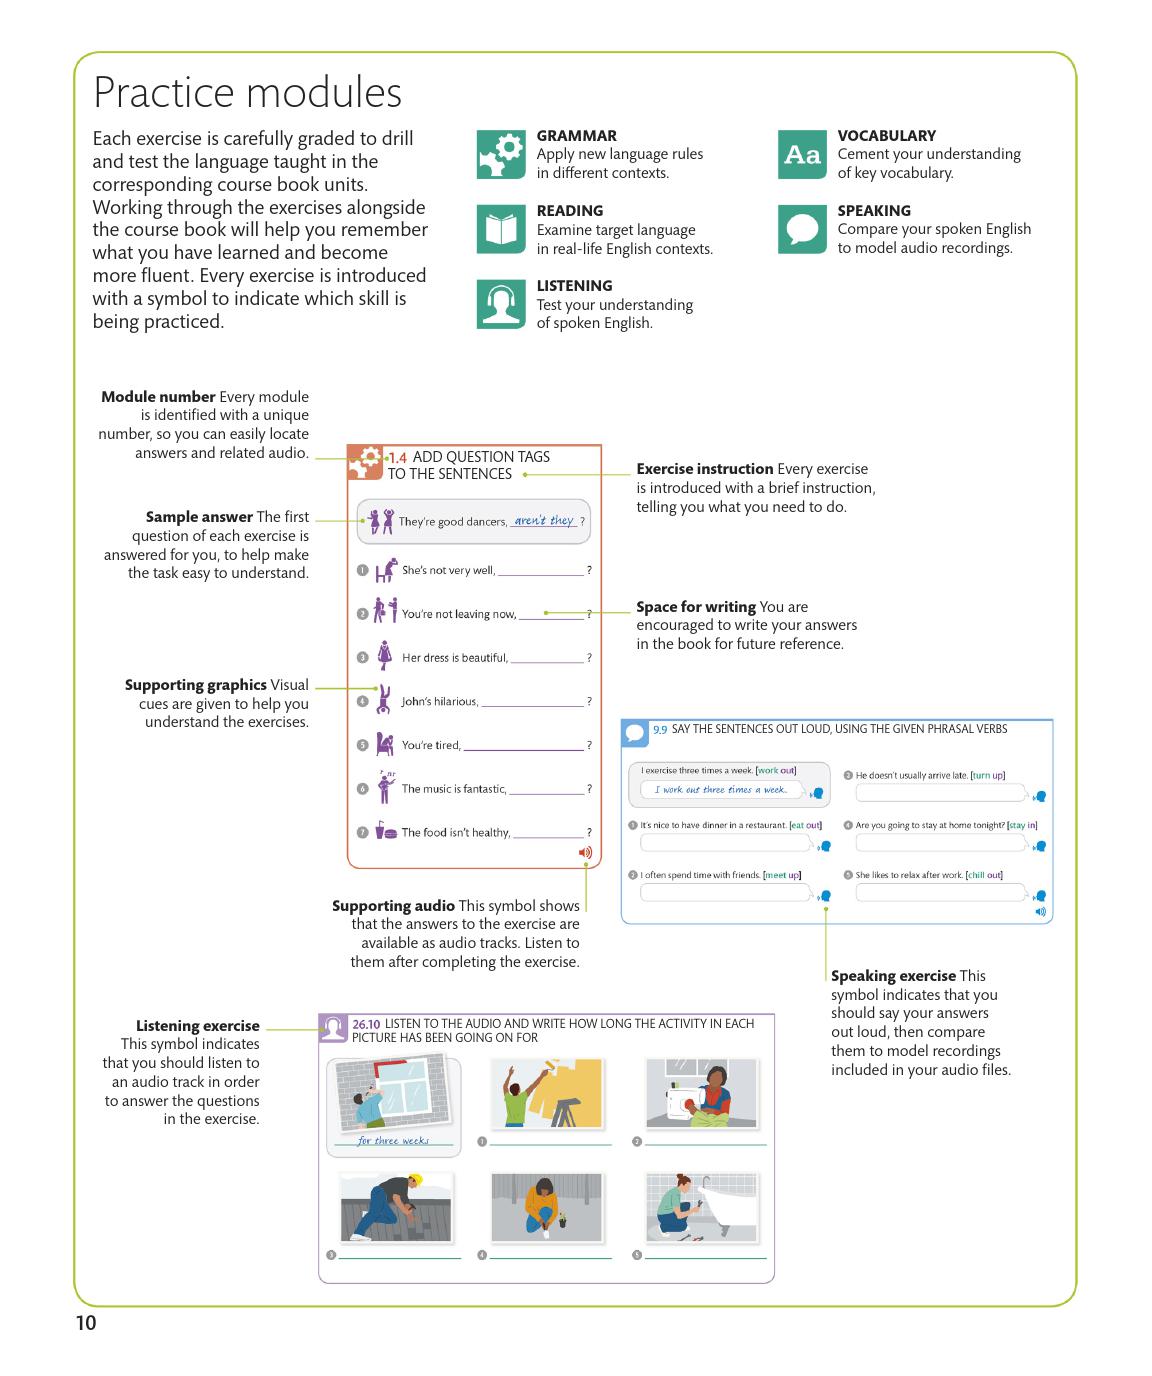 Practice modules
Each exercise is carefully graded to drill
and test the language taught in the
corresponding course book units.
Working through the exercises alongside
the course book will help you remember
what you have learned and become
more fluent. Every exercise is introduced
with a symbol to indicate which skill is
being practiced.
GRAMMAR
Apply new language rules
in different contexts.
READING
Examine target language
in real-life English contexts.
LISTENING
Test your understanding
of spoken English.
Aa
VOCABULARY
Cement your understanding
of key vocabulary.
SPEAKING
Compare your spoken English
to model audio recordings.
Module number Every module
is identified with a unique
number, so you can easily locate
answers and related audio.
Sample answer The first
question of each exercise is
answered for you, to help make
the task easy to understand.
Supporting graphics Visual
cues are given to help you
understand the exercises.
1.4 ADD QUESTION TAGS
TO THE SENTENCES
They're good dancers, aren't they ?
1 She's not very well, ?
2 You're not leaving now, ?
3 Her dress is beautiful, ?
4 John's hilarious, ?
5 You're tired, ?
6 The music is fantastic, ?
7 The food isn't healthy, ?
Exercise instruction Every exercise
is introduced with a brief instruction,
telling you what you need to do.
Space for writing You are
encouraged to write your answers
in the book for future reference.
9.9 SAY THE SENTENCES OUT LOUD, USING THE GIVEN PHRASAL VERBS
I exercise three times a week. [work out]
I work out three times a week.
1 It's nice to have dinner in a restaurant. [eat out]
2 I often spend time with friends. [meet up]
3 He doesn't usually arrive late. [turn up]
4 Are you going to stay at home tonight? [stay in]
5 She likes to relax after work. [chill out]
Supporting audio This symbol shows
that the answers to the exercise are
available as audio tracks. Listen to
them after completing the exercise.
Speaking exercise This
symbol indicates that you
should say your answers
out loud, then compare
them to model recordings
included in your audio files.
Listening exercise
This symbol indicates
that you should listen to
an audio track in order
to answer the questions
in the exercise.
26.10 LISTEN TO THE AUDIO AND WRITE HOW LONG THE ACTIVITY IN EACH
PICTURE HAS BEEN GOING ON FOR
for three weeks
1
2
3
4
5
10